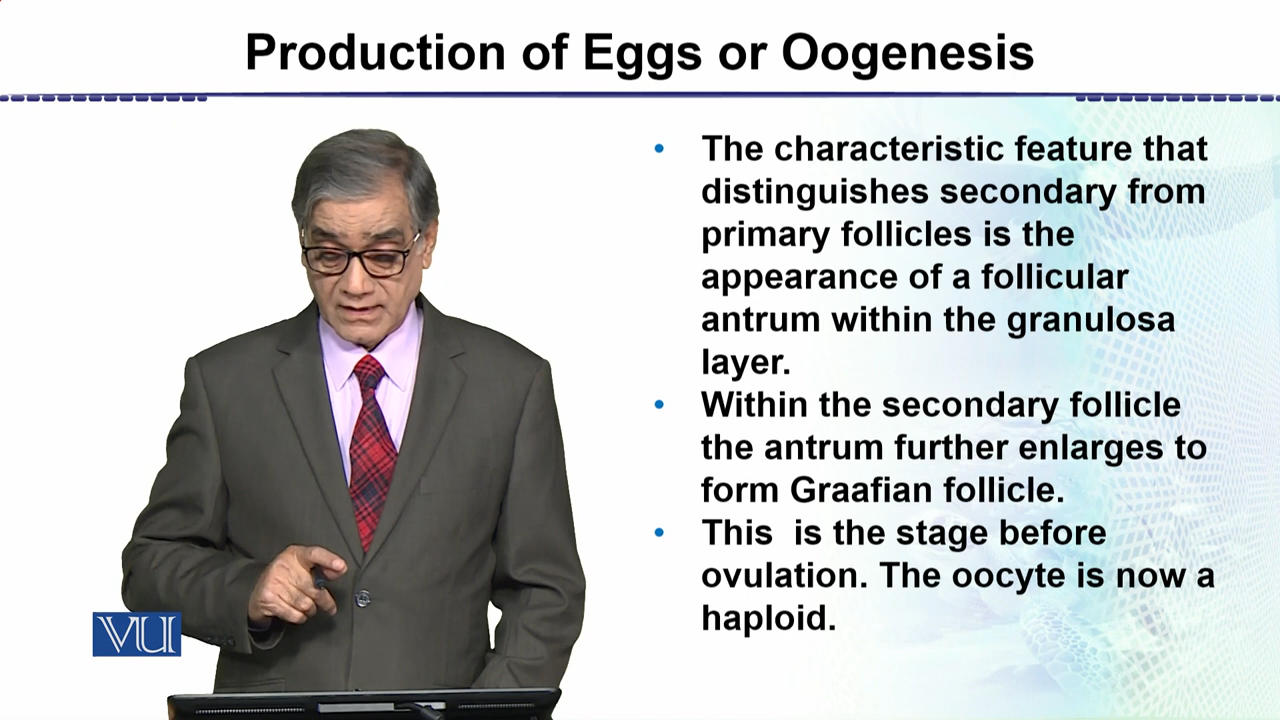 Production of Eggs or Oogenesis
• The characteristic feature that
distinguishes secondary from
primary follicles is the
appearance of a follicular
antrum within the granulosa
layer.
• Within the secondary follicle
the antrum further enlarges to
form Graafian follicle.
• This  is the stage before
ovulation. The oocyte is now a
haploid.
VU